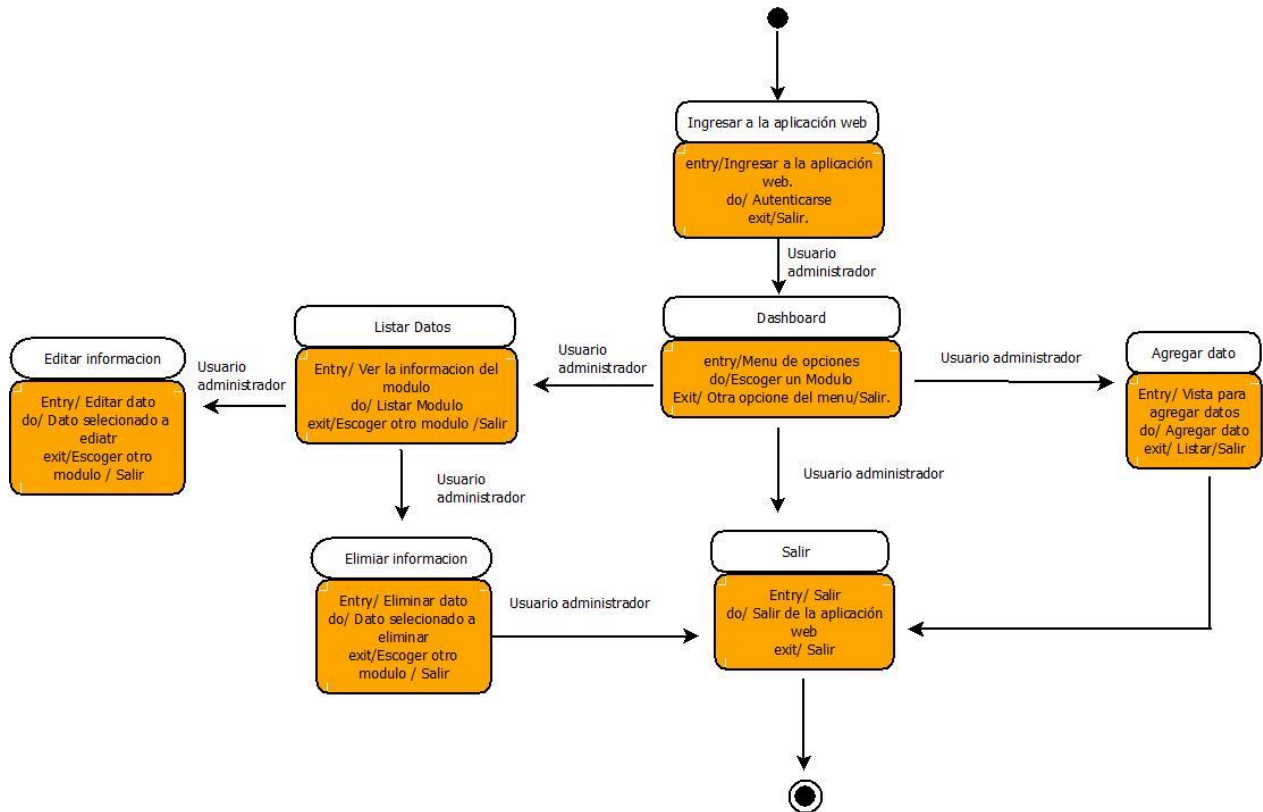 Ingresar a la aplicación web
entry/Ingresar a la aplicación
web.
do/ Autenticarse
exit/Salir.
Usuario
administrador
Dashboard
entry/Menu de opciones
do/Escoger un Modulo
Exit/ Otra opcione del menu/Salir.
Usuario
administrador
Listar Datos
Entry/ Ver la informacion del
modulo
do/ Listar Modulo
exit/Escoger otro modulo /Salir
Usuario
administrador
Editar informacion
Entry/ Editar dato
do/ Dato selecionado a
ediatr
exit/Escoger otro
modulo / Salir
Usuario administrador
Agregar dato
Entry/ Vista para
agregar datos
do/ Agregar dato
exit/ Listar/Salir
Usuario
administrador
Usuario administrador
Elimiar informacion
Entry/ Eliminar dato
do/ Dato selecionado a
eliminar
exit/Escoger otro
modulo / Salir
Usuario administrador
Salir
Entry/ Salir
do/ Salir de la aplicación
web
exit/ Salir